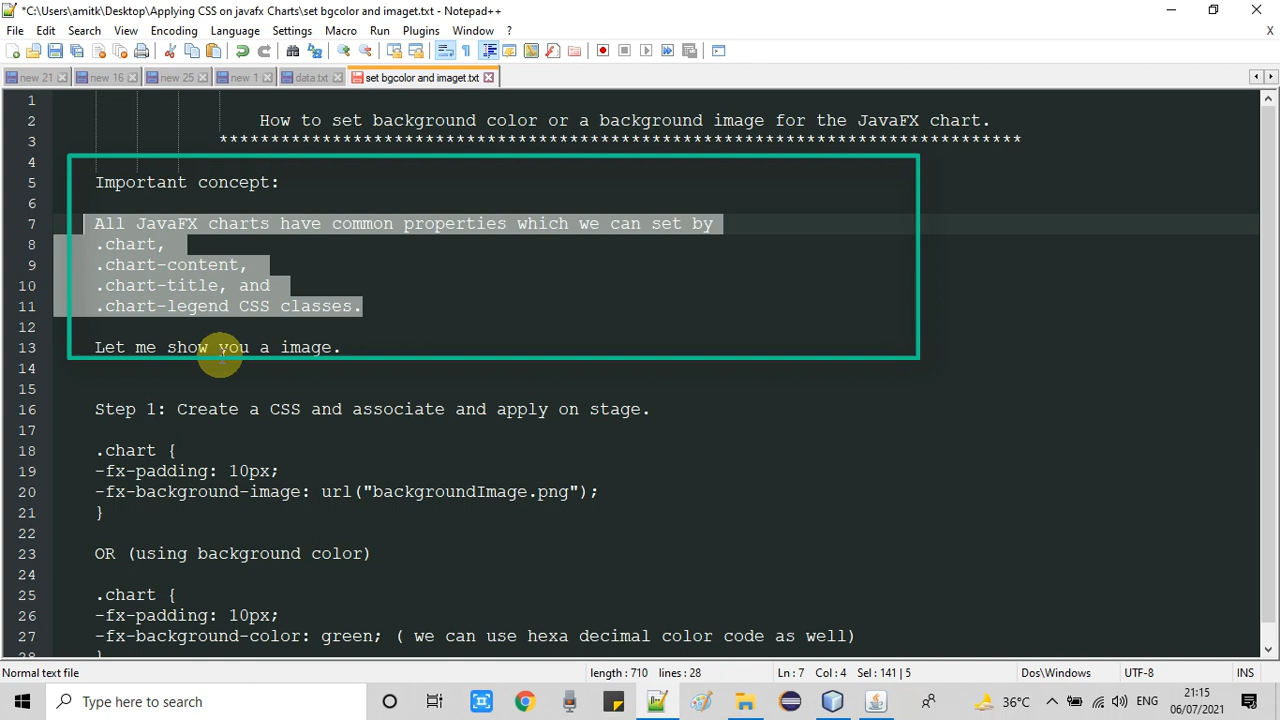 *C:\Users\amitk\Desktop\Applying CSS on javafx Charts\set bgcolor and imaget.txt - Notepad++
File Edit Search View Encoding Language Settings Macro Run Plugins Window ? X
new 21 new 16 new 25 new 1 data.txt set bgcolor and imaget.txt
1
2 How to set background color or a background image for the JavaFX chart.
3 ******************************************************************************
4
5 Important concept:
6
7 All JavaFX charts have common properties which we can set by
8 .chart,
9 .chart-content,
10 .chart-title, and
11 .chart-legend CSS classes.
12
13 Let me show you a image.
14
15
16 Step 1: Create a CSS and associate and apply on stage.
17
18 .chart {
19 -fx-padding: 10px;
20 -fx-background-image: url("backgroundImage.png");
21 }
22
23 OR (using background color)
24
25 .chart {
26 -fx-padding: 10px;
27 -fx-background-color: green; ( we can use hexa decimal color code as well)
28 }
Normal text file length : 710 lines : 28 Ln : 7 Col : 4 Sel : 141 | 5 Dos\Windows UTF-8 INS
Type here to search 36°C ENG 21:15
06/07/2021